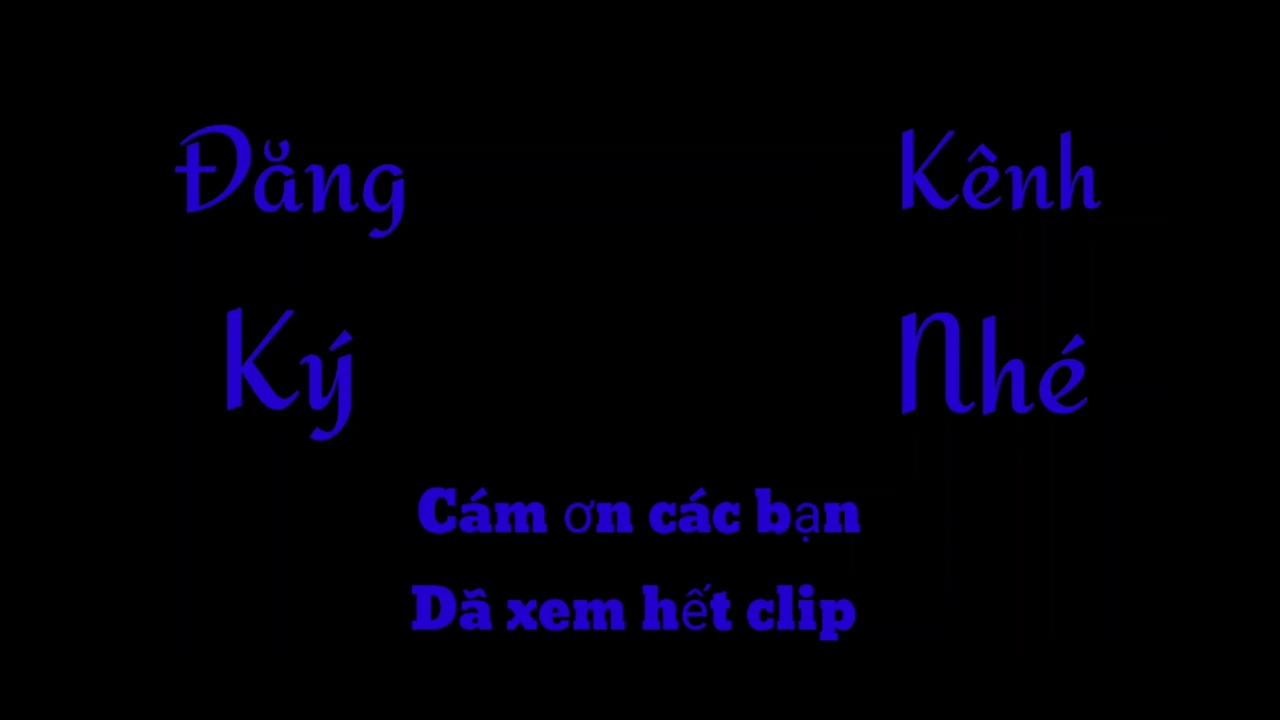 Đăng
Ký
Kênh
Nhé
Cám ơn các bạn
Dã xem hết clip